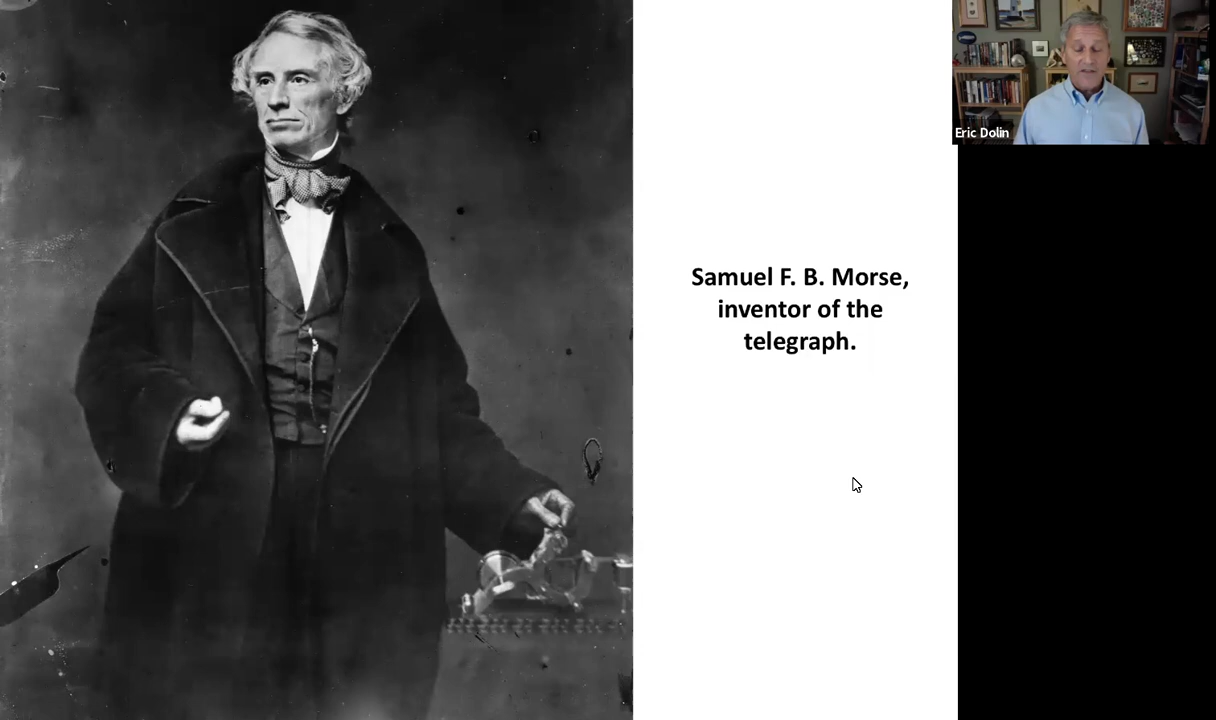 Samuel F. B. Morse,
inventor of the
telegraph.
Eric Dolin